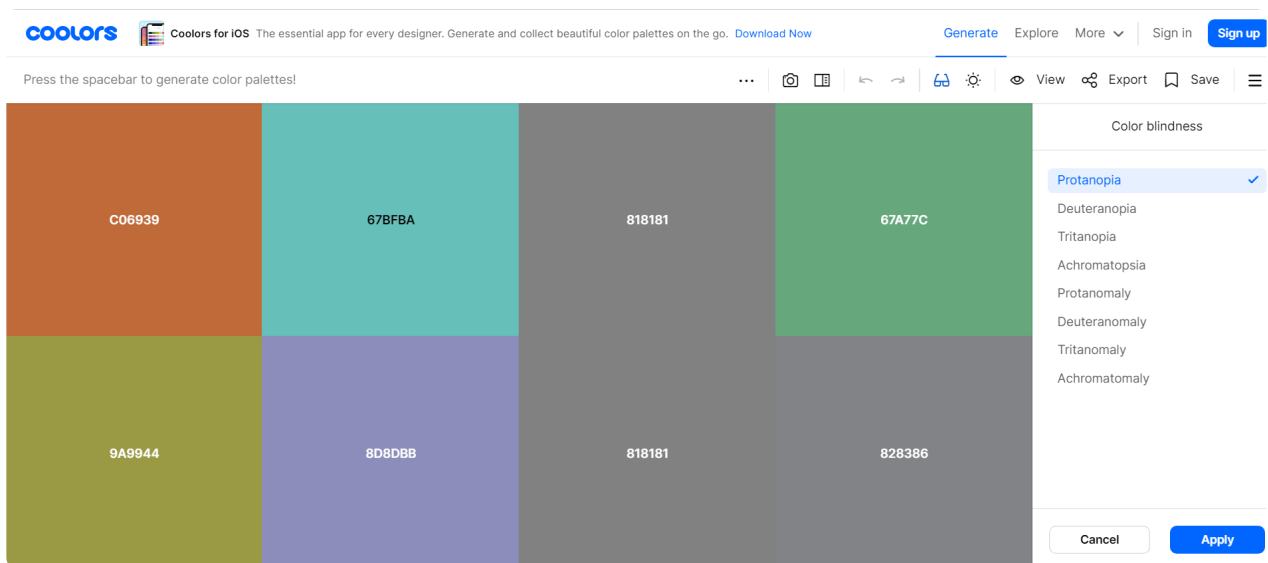 coolors Coolors for iOS The essential app for every designer. Generate and collect beautiful color palettes on the go. Download Now Generate Explore More Sign in Sign up
Press the spacebar to generate color palettes! View Export Save
Color blindness
C06939 67BFBA 818181 67A77C
Protanopia
Deuteranopia
Tritanopia
Achromatopsia
Protanomaly
Deuteranomaly
Tritanomaly
Achromatomaly
9A9944 8D8DBB 818181 828386
Cancel Apply